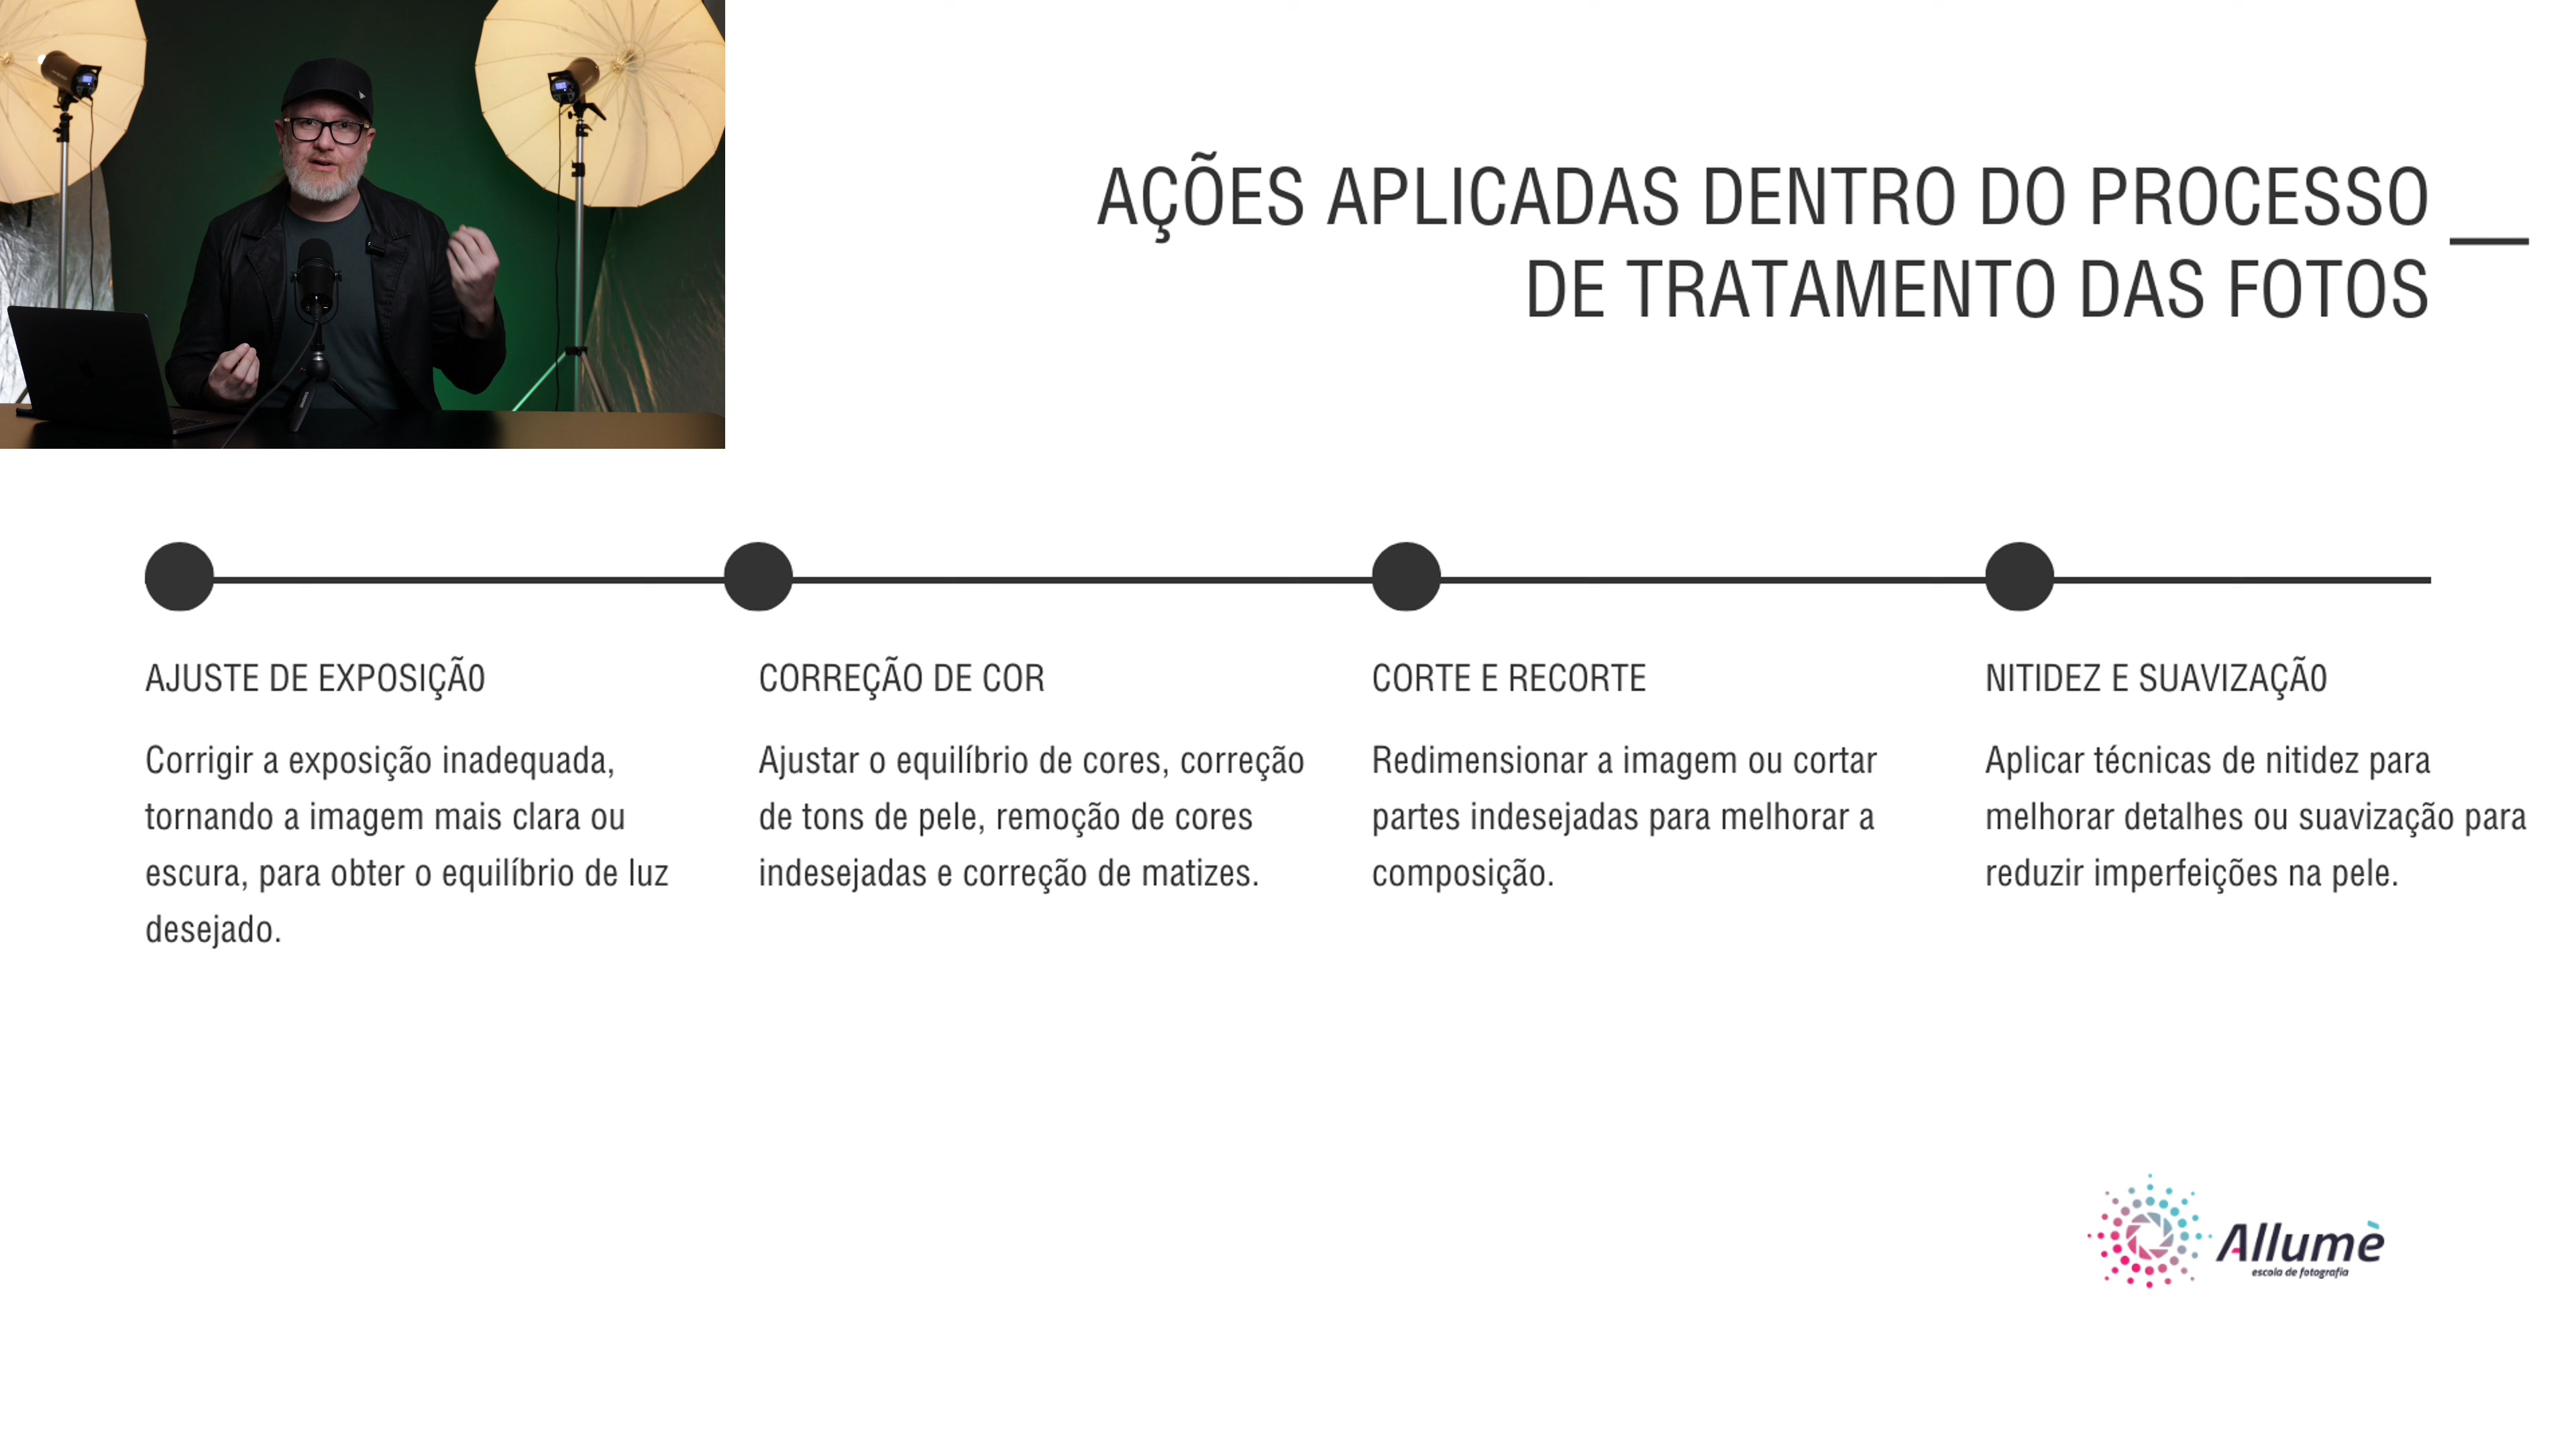 AÇÕES APLICADAS DENTRO DO PROCESSO
DE TRATAMENTO DAS FOTOS
AJUSTE DE EXPOSIÇÃO
Corrigir a exposição inadequada,
tornando a imagem mais clara ou
escura, para obter o equilíbrio de luz
desejado.
CORREÇÃO DE COR
Ajustar o equilíbrio de cores, correção
de tons de pele, remoção de cores
indesejadas e correção de matizes.
CORTE E RECORTE
Redimensionar a imagem ou cortar
partes indesejadas para melhorar a
composição.
NITIDEZ E SUAVIZAÇÃO
Aplicar técnicas de nitidez para
melhorar detalhes ou suavização para
reduzir imperfeições na pele.
Allumè
escola de fotografia